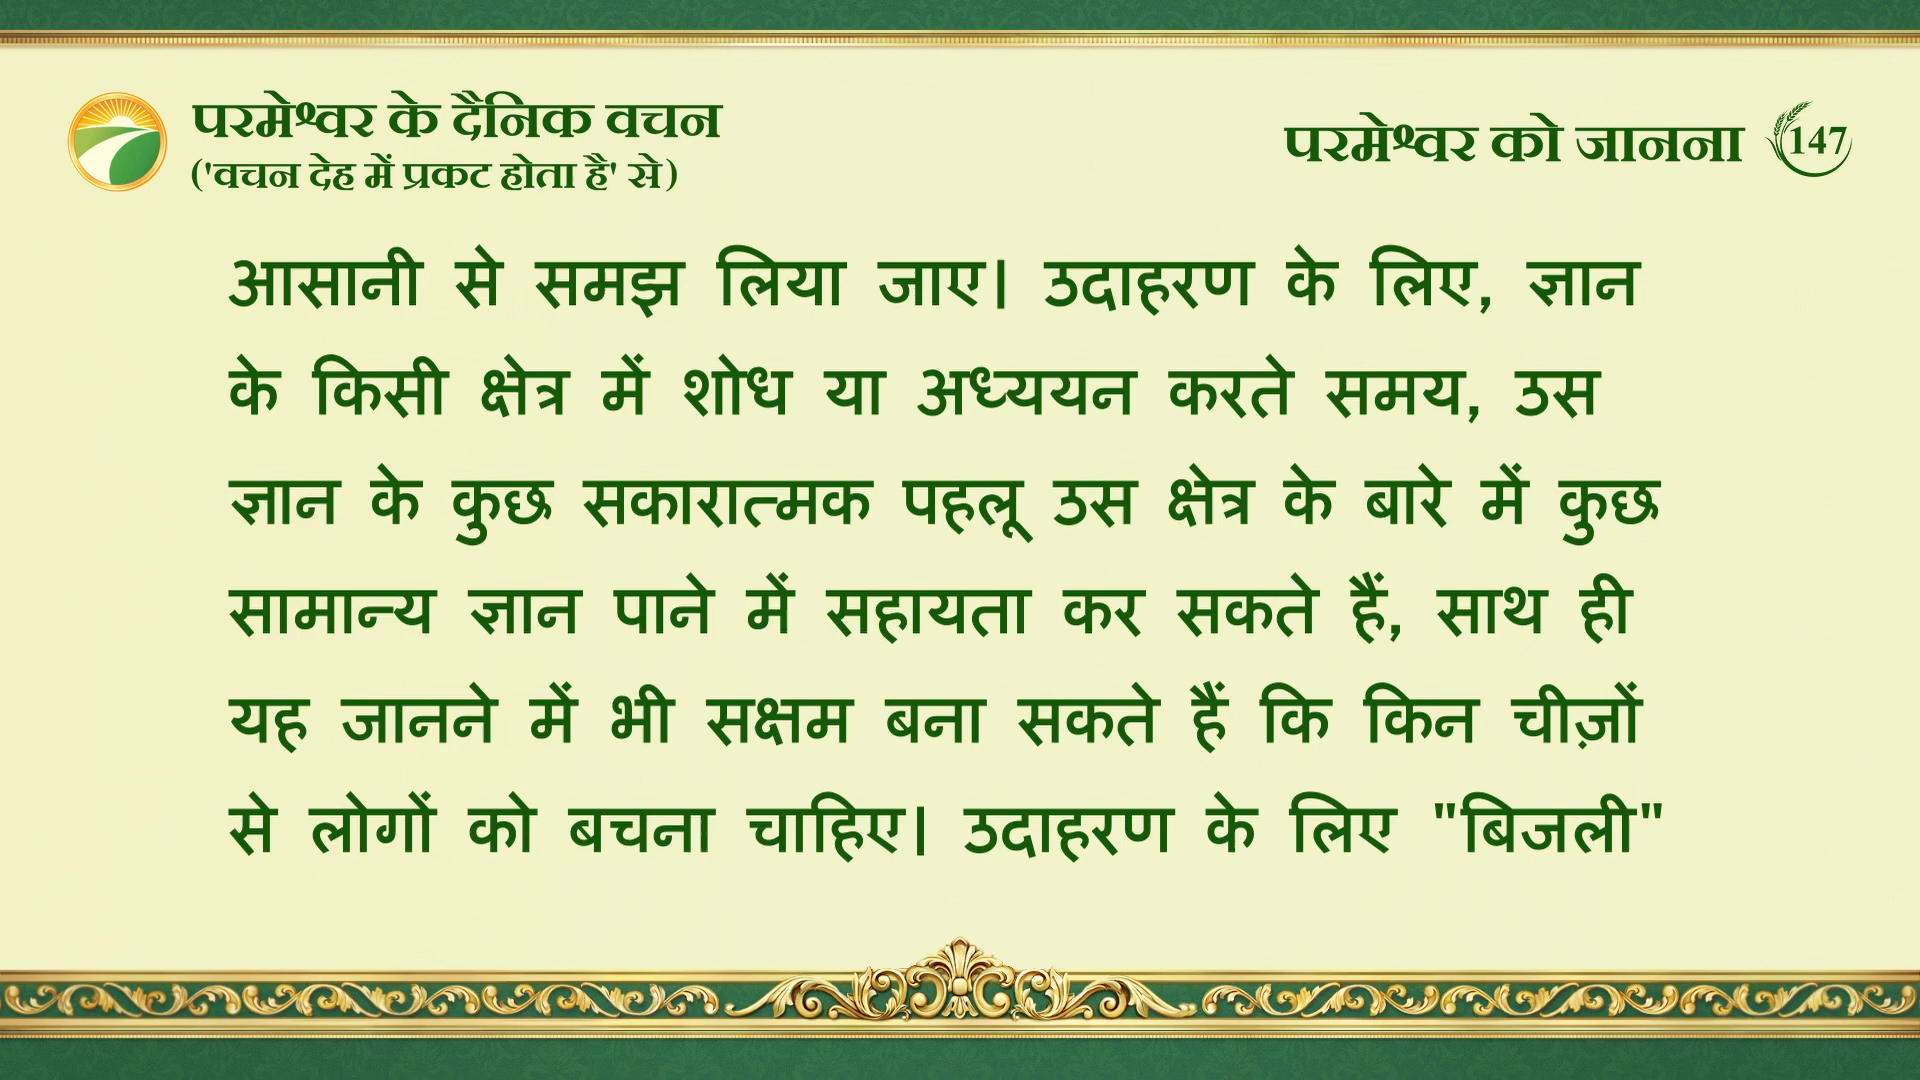 परमेश्वर के दैनिक वचन
('वचन देह में प्रकट होता है' से)
परमेश्वर को जानना 147
आसानी से समझ लिया जाए। उदाहरण के लिए, ज्ञान
के किसी क्षेत्र में शोध या अध्ययन करते समय, उस
ज्ञान के कुछ सकारात्मक पहलू उस क्षेत्र के बारे में कुछ
सामान्य ज्ञान पाने में सहायता कर सकते हैं, साथ ही
यह जानने में भी सक्षम बना सकते हैं कि किन चीज़ों
से लोगों को बचना चाहिए। उदाहरण के लिए "बिजली"